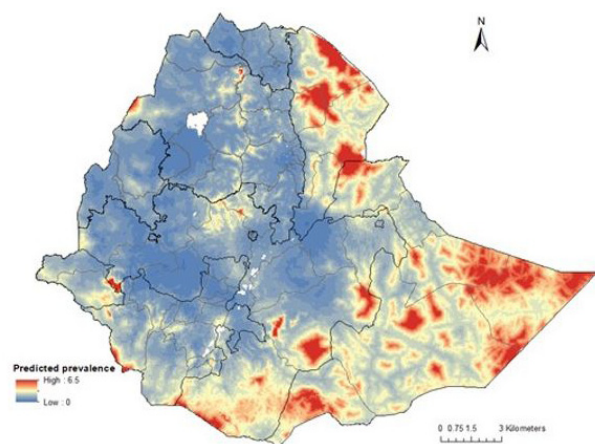 N
Predicted prevalence
High : 6.5
Low : 0
0 0.75 1.5 3 Kilometers